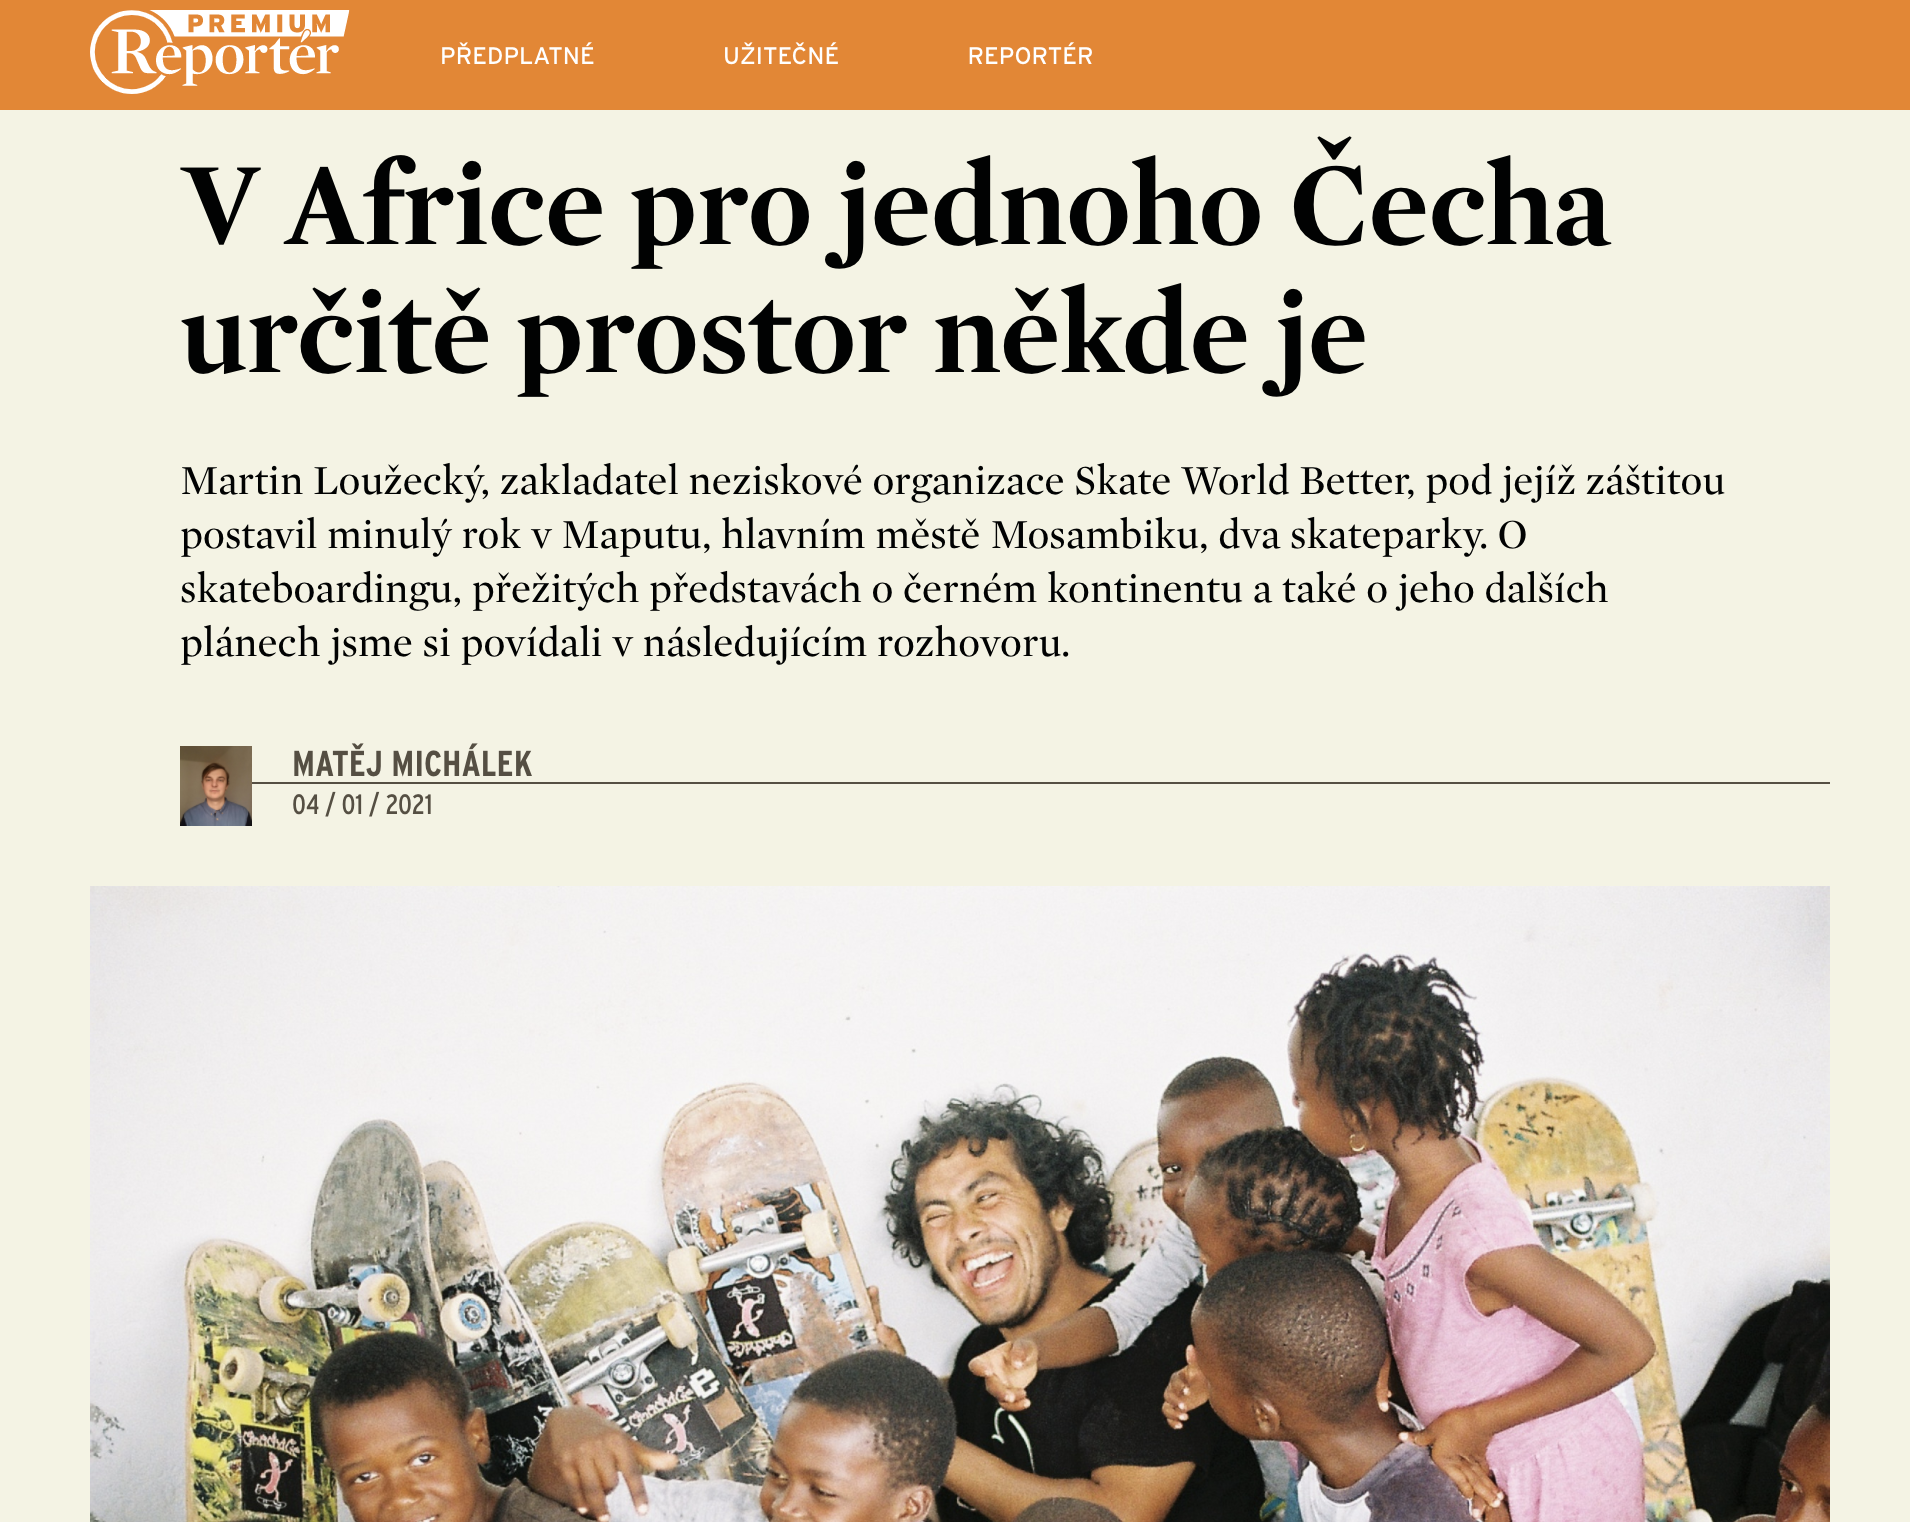 PREMIUM
Reportér
PŘEDPLATNÉ
UŽITEČNÉ
REPORTÉR
V Africe pro jednoho Čecha
určitě prostor někde je
Martin Loužecký, zakladatel neziskové organizace Skate World Better, pod jejíž záštitou
postavil minulý rok v Maputu, hlavním městě Mosambiku, dva skateparky. O
skateboardingu, přežitých představách o černém kontinentu a také o jeho dalších
plánech jsme si povídali v následujícím rozhovoru.
MATĚJ MICHÁLEK
04 / 01 / 2021